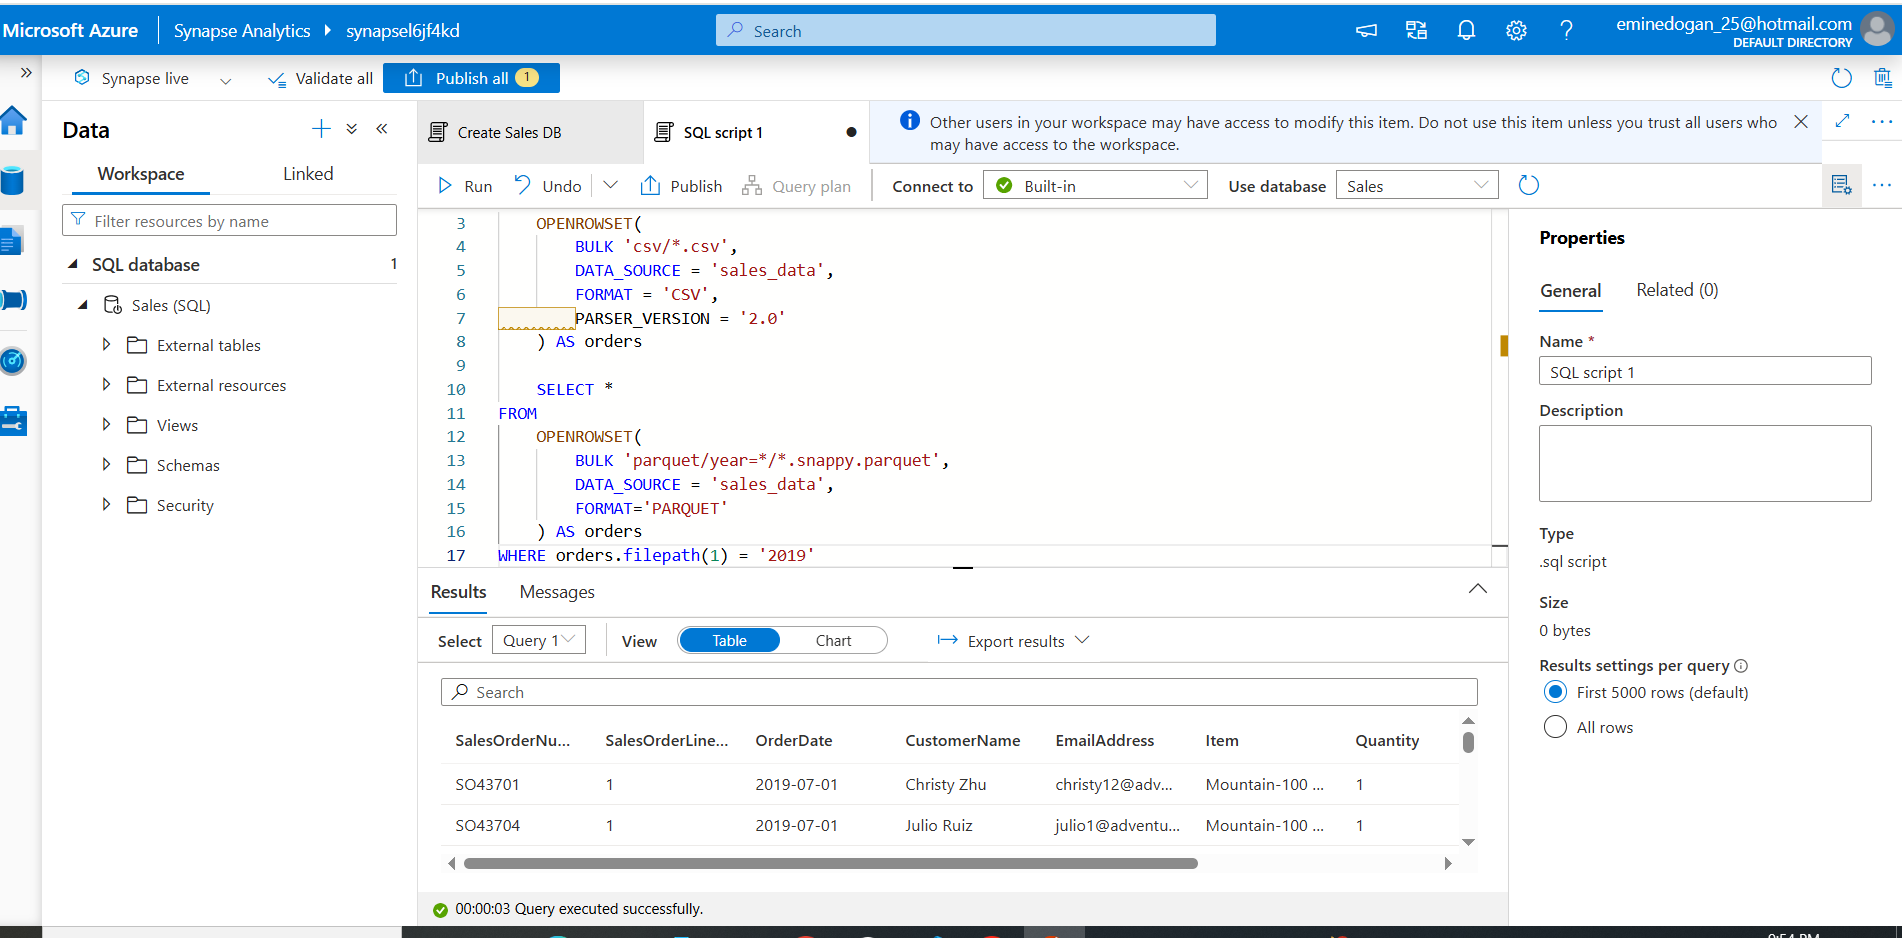 Microsoft Azure
Synapse Analytics
synapsel6jf4kd
Search
eminedogan_25@hotmail.com
DEFAULT DIRECTORY
Synapse live
Validate all
Publish all 1
Data
Workspace
Linked
Filter resources by name
SQL database 1
Sales (SQL)
External tables
External resources
Views
Schemas
Security
Create Sales DB
SQL script 1
Other users in your workspace may have access to modify this item. Do not use this item unless you trust all users who
may have access to the workspace.
Run
Undo
Publish
Query plan
Connect to
Built-in
Use database
Sales
3 OPENROWSET(
4 BULK 'csv/*.csv',
5 DATA_SOURCE = 'sales_data',
6 FORMAT = 'CSV',
7 PARSER_VERSION = '2.0'
8 ) AS orders
9
10 SELECT *
11 FROM
12 OPENROWSET(
13 BULK 'parquet/year=*/*.snappy.parquet',
14 DATA_SOURCE = 'sales_data',
15 FORMAT='PARQUET'
16 ) AS orders
17 WHERE orders.filepath(1) = '2019'
Results
Messages
Select
Query 1
View
Table
Chart
Export results
Search
SalesOrderNu... SalesOrderLine... OrderDate CustomerName EmailAddress Item Quantity
SO43701 1 2019-07-01 Christy Zhu christy12@adv... Mountain-100 ... 1
SO43704 1 2019-07-01 Julio Ruiz julio1@adventu... Mountain-100 ... 1
00:00:03 Query executed successfully.
Properties
General
Related (0)
Name *
SQL script 1
Description
Type
.sql script
Size
0 bytes
Results settings per query
First 5000 rows (default)
All rows